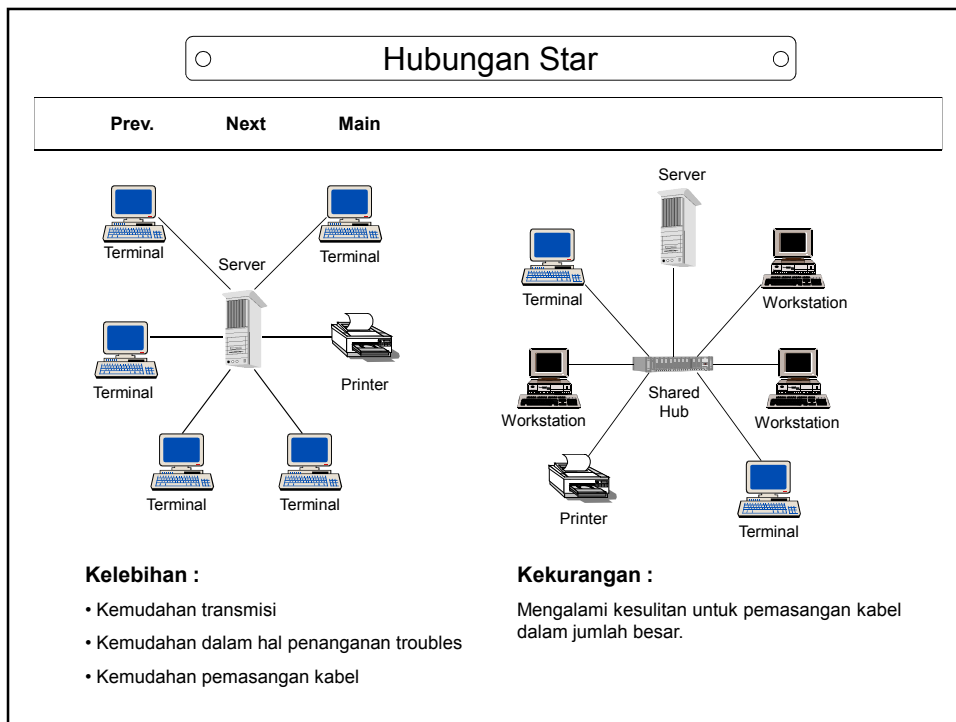 Hubungan Star
Prev. Next Main
Terminal
Terminal
Server
Terminal
Printer
Terminal
Terminal
Server
Terminal
Workstation
Workstation
Shared
Hub
Workstation
Printer
Terminal
Kelebihan :
• Kemudahan transmisi
• Kemudahan dalam hal penanganan troubles
• Kemudahan pemasangan kabel
Kekurangan :
Mengalami kesulitan untuk pemasangan kabel
dalam jumlah besar.